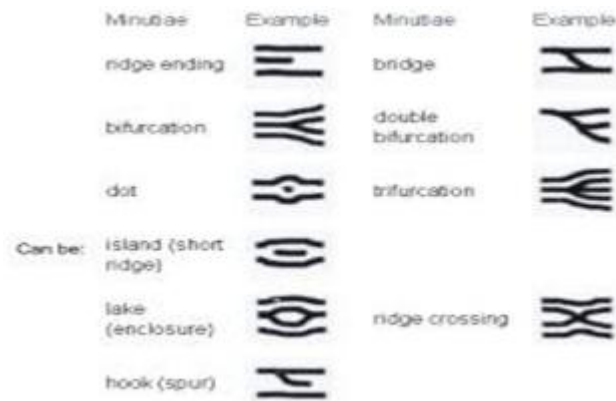 Minutiae Example Minutiae Example
ridge ending bridge
bifurcation double
bifurcation
dot trifurcation
Can be: island (short
ridge)
lake
(enclosure) ridge crossing
hook (spur)